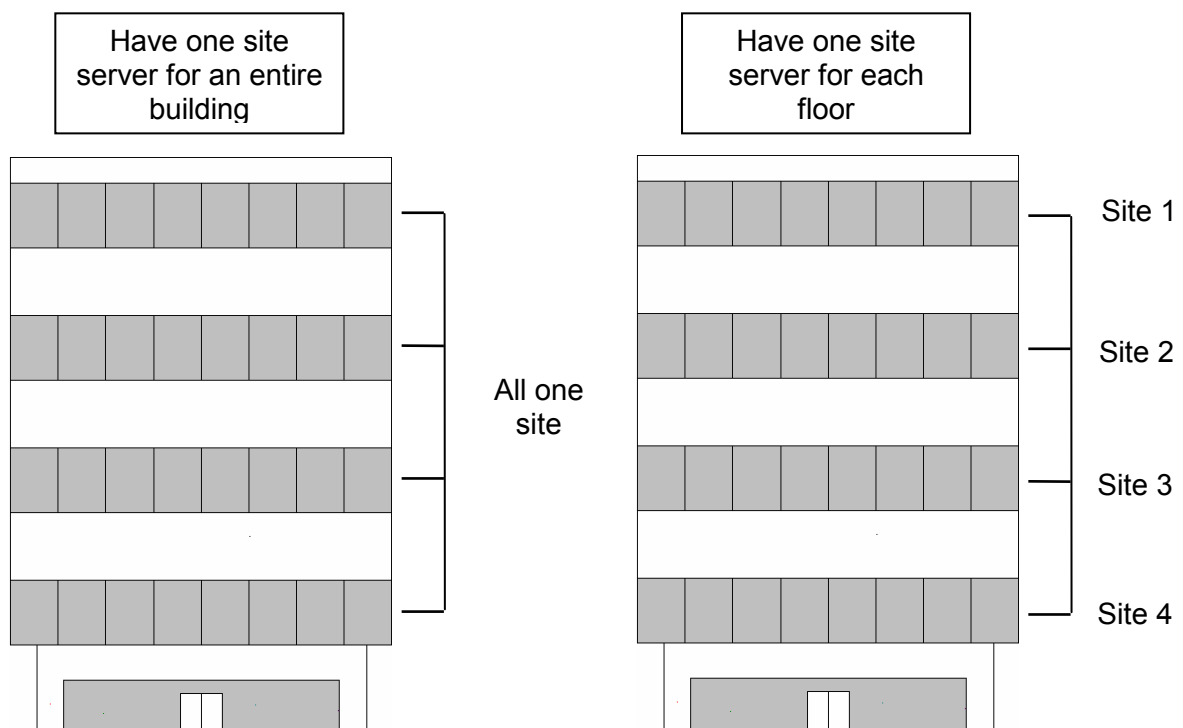 Have one site
server for an entire
building
Have one site
server for each
floor
All one
site
Site 1
Site 2
Site 3
Site 4